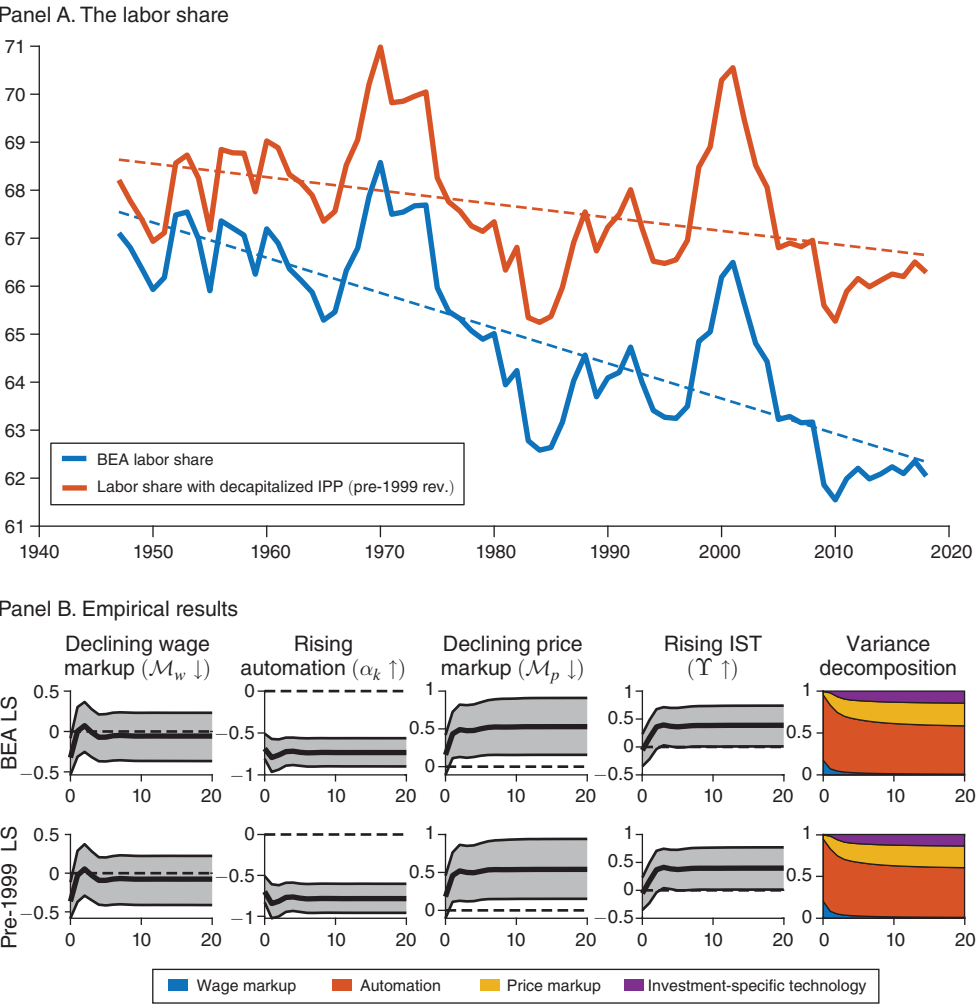 Panel A. The labor share
71
70
69
68
67
66
65
64
63
62
61
BEA labor share
Labor share with decapitalized IPP (pre-1999 rev.)
1940 1950 1960 1970 1980 1990 2000 2010 2020
Panel B. Empirical results
Declining wage
markup (ℳw ↓)
Rising
automation (αk ↑)
Declining price
markup (ℳp ↓)
Rising IST
(ϒ ↑)
Variance
decomposition
BEA LS
0.5
0
−0.5
0 10 20
0
−0.5
−1
0 10 20
1
0.5
0
0 10 20
1
0.5
0
−0.5
0 10 20
1
0.5
0
0 10 20
Pre-1999 LS
0.5
0
−0.5
0 10 20
0
−0.5
−1
0 10 20
1
0.5
0
0 10 20
1
0.5
0
−0.5
0 10 20
1
0.5
0
0 10 20
Wage markup Automation Price markup Investment-specific technology